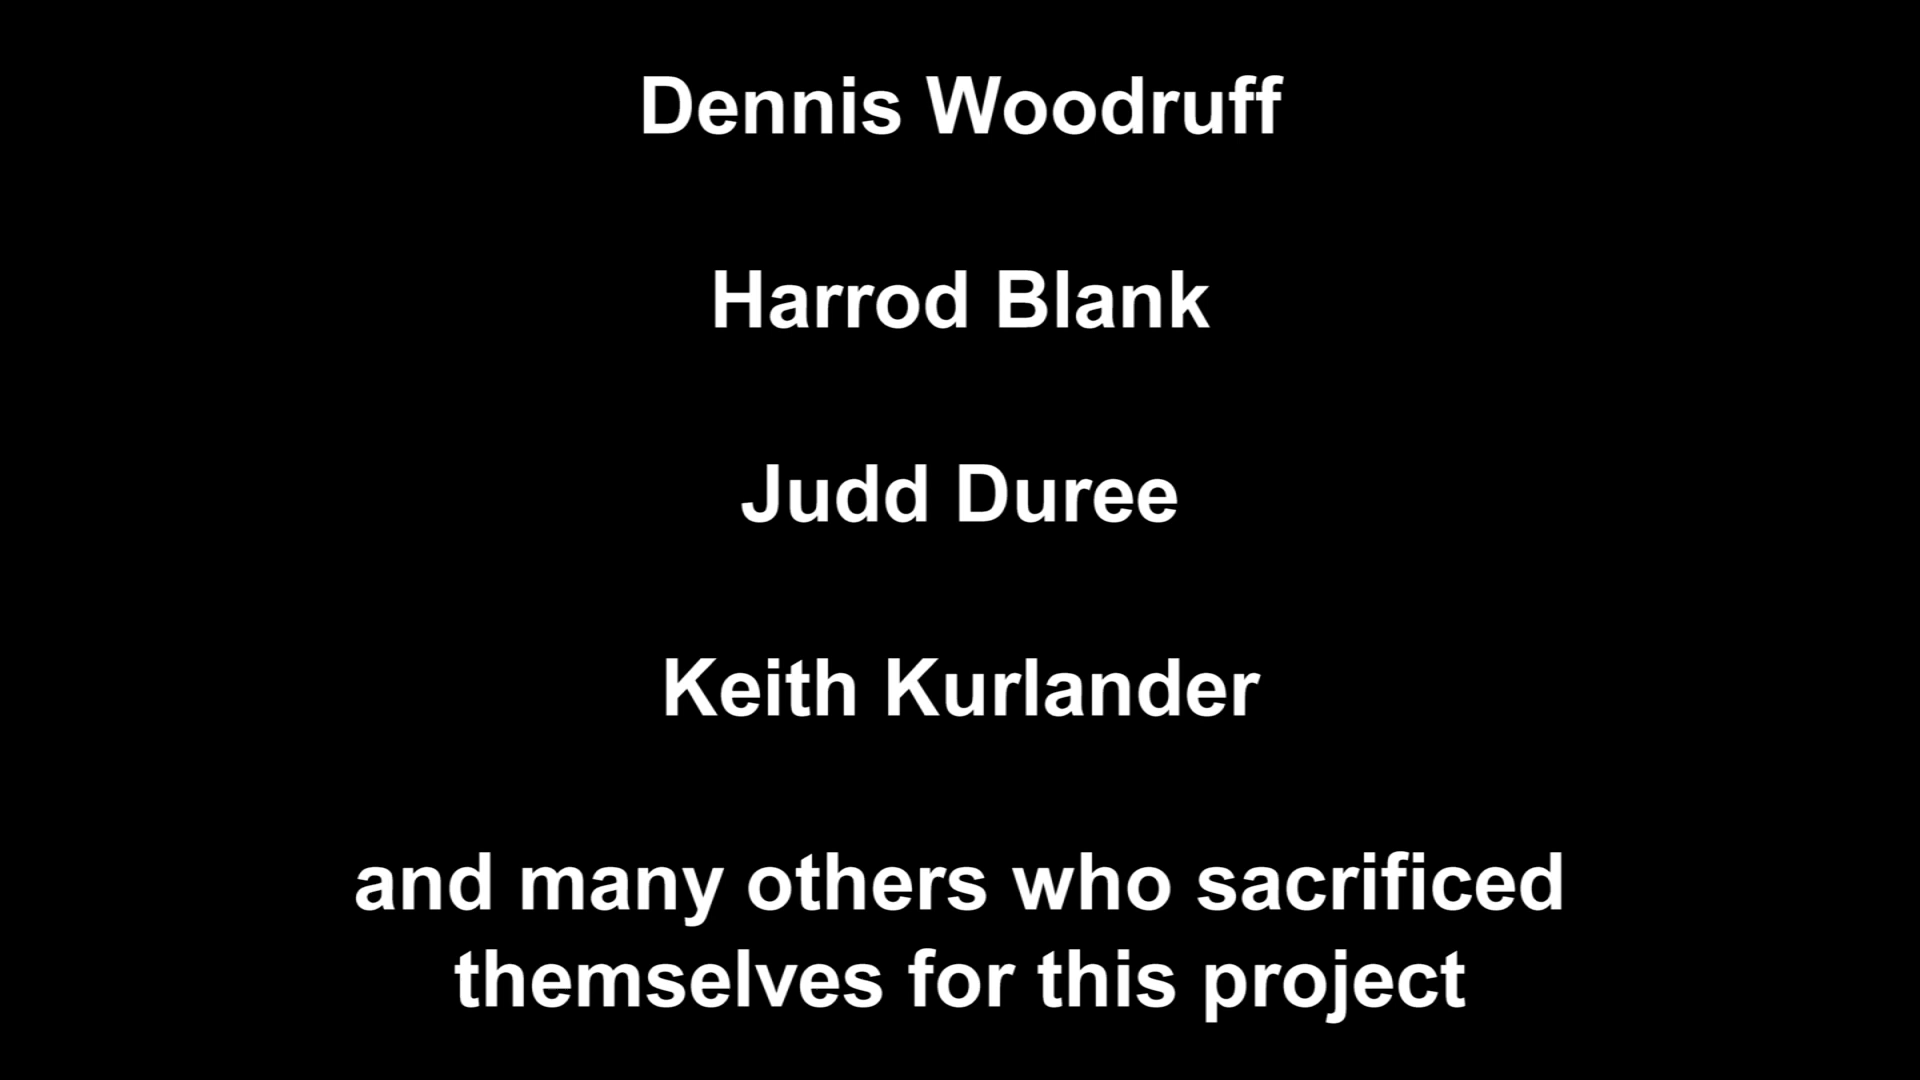 Dennis Woodruff
Harrod Blank
Judd Duree
Keith Kurlander
and many others who sacrificed
themselves for this project